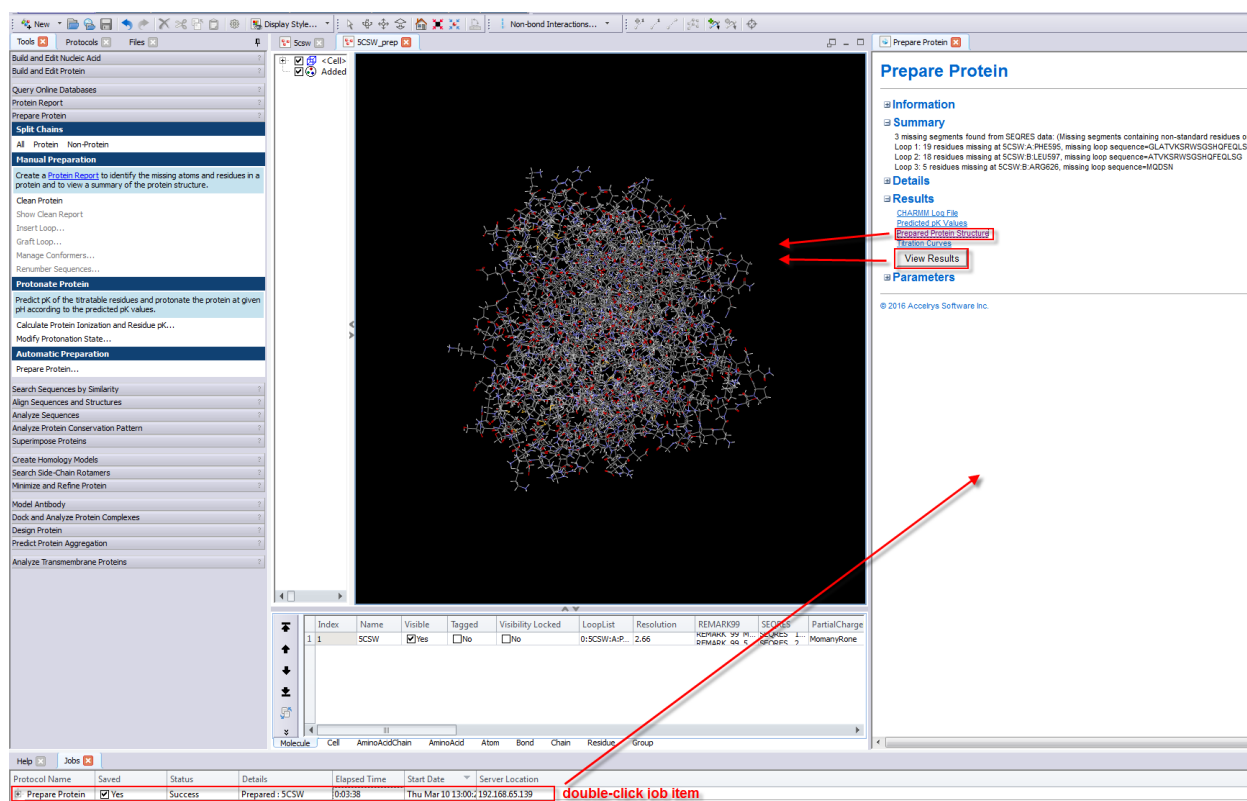 New
Display Style...
Non-bond Interactions...
Tools
Protocols
Files
5csw
5CSW_prep
Prepare Protein
Build and Edit Nucleic Acid
Build and Edit Protein
Query Online Databases
Protein Report
Prepare Protein
Split Chains
All Protein Non-Protein
Manual Preparation
Create a Protein Report to identify the missing atoms and residues in a
protein and to view a summary of the protein structure.
Clean Protein
Show Clean Report
Insert Loop...
Graft Loop...
Manage Conformers...
Renumber Sequences...
Protonate Protein
Predict pK of the titratable residues and protonate the protein at given
pH according to the predicted pK values.
Calculate Protein Ionization and Residue pK...
Modify Protonation State...
Automatic Preparation
Prepare Protein...
Search Sequences by Similarity
Align Sequences and Structures
Analyze Sequences
Analyze Protein Conservation Pattern
Superimpose Proteins
Create Homology Models
Search Side-Chain Rotamers
Minimize and Refine Protein
Model Antibody
Dock and Analyze Protein Complexes
Design Protein
Predict Protein Aggregation
Analyze Transmembrane Proteins
<Cell>
Added
Prepare Protein
Information
Summary
3 missing segments found from SEQRES data: (Missing segments containing non-standard residues o
Loop 1: 19 residues missing at 5CSW:A:PHE595, missing loop sequence=GLATVKSRWSGSHQFEQLS
Loop 2: 18 residues missing at 5CSW:B:LEU597, missing loop sequence=ATVKSRWSGSHQFEQLSG
Loop 3: 5 residues missing at 5CSW:B:ARG626, missing loop sequence=MQDSN
Details
Results
CHARMM Log File
Predicted pK Values
Prepared Protein Structure
Titration Curves
View Results
Parameters
© 2016 Accelrys Software Inc.
Index Name Visible Tagged Visibility Locked LoopList Resolution REMARK99 SEQRES PartialCharge
1 1 5CSW Yes No No 0:5CSW:A:P... 2.66 REMARK 99 M... SEQRES 1... MomanyRone
REMARK 99 5 SEQRES 2
Molecule Cell AminoAcidChain AminoAcid Atom Bond Chain Residue Group
Help
Jobs
Protocol Name Saved Status Details Elapsed Time Start Date Server Location
Prepare Protein Yes Success Prepared : 5CSW 0:03:38 Thu Mar 10 13:00:2 192.168.65.139
double-click job item